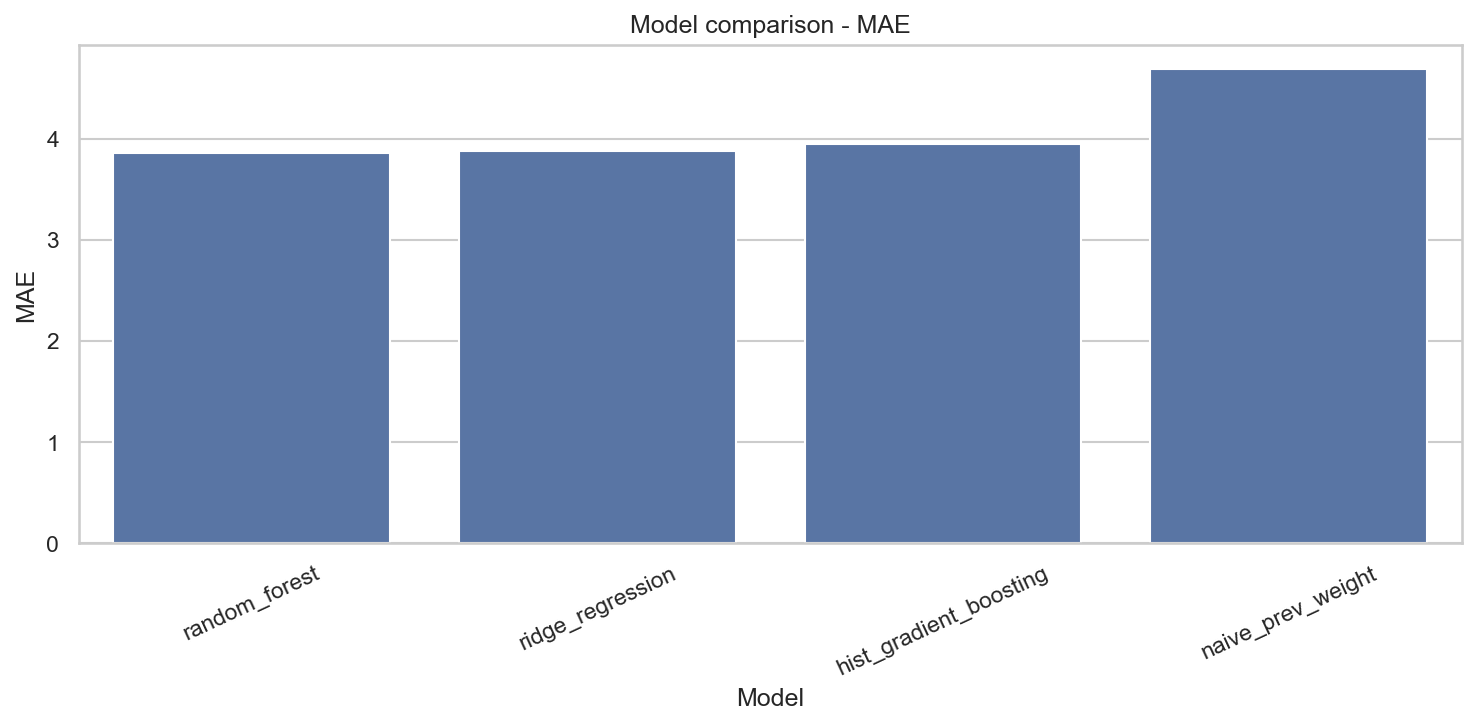 Model comparison - MAE
MAE
4
3
2
1
0
random_forest
ridge_regression
hist_gradient_boosting
naive_prev_weight
Model